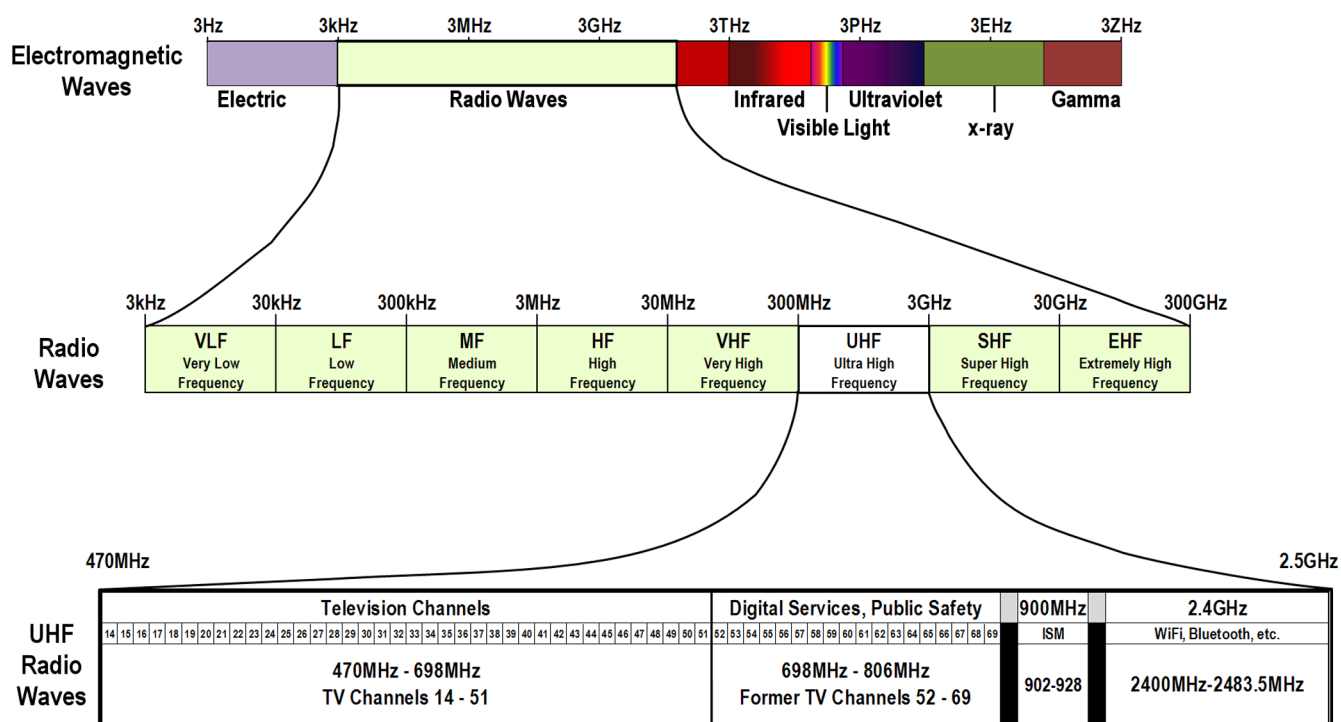 3Hz 3kHz 3MHz 3GHz 3THz 3PHz 3EHz 3ZHz
Electromagnetic
Waves
Electric Radio Waves Infrared Ultraviolet Gamma
Visible Light x-ray
3kHz 30kHz 300kHz 3MHz 30MHz 300MHz 3GHz 30GHz 300GHz
Radio
Waves
VLF LF MF HF VHF UHF SHF EHF
Very Low Low Medium High Very High Ultra High Super High Extremely High
Frequency Frequency Frequency Frequency Frequency Frequency Frequency Frequency
470MHz 2.5GHz
UHF
Radio
Waves
Television Channels Digital Services, Public Safety 900MHz 2.4GHz
14 15 16 17 18 19 20 21 22 23 24 25 26 27 28 29 30 31 32 33 34 35 36 37 38 39 40 41 42 43 44 45 46 47 48 49 50 51 52 53 54 55 56 57 58 59 60 61 62 63 64 65 66 67 68 69 ISM WiFi, Bluetooth, etc.
470MHz - 698MHz 698MHz - 806MHz 902-928 2400MHz-2483.5MHz
TV Channels 14 - 51 Former TV Channels 52 - 69